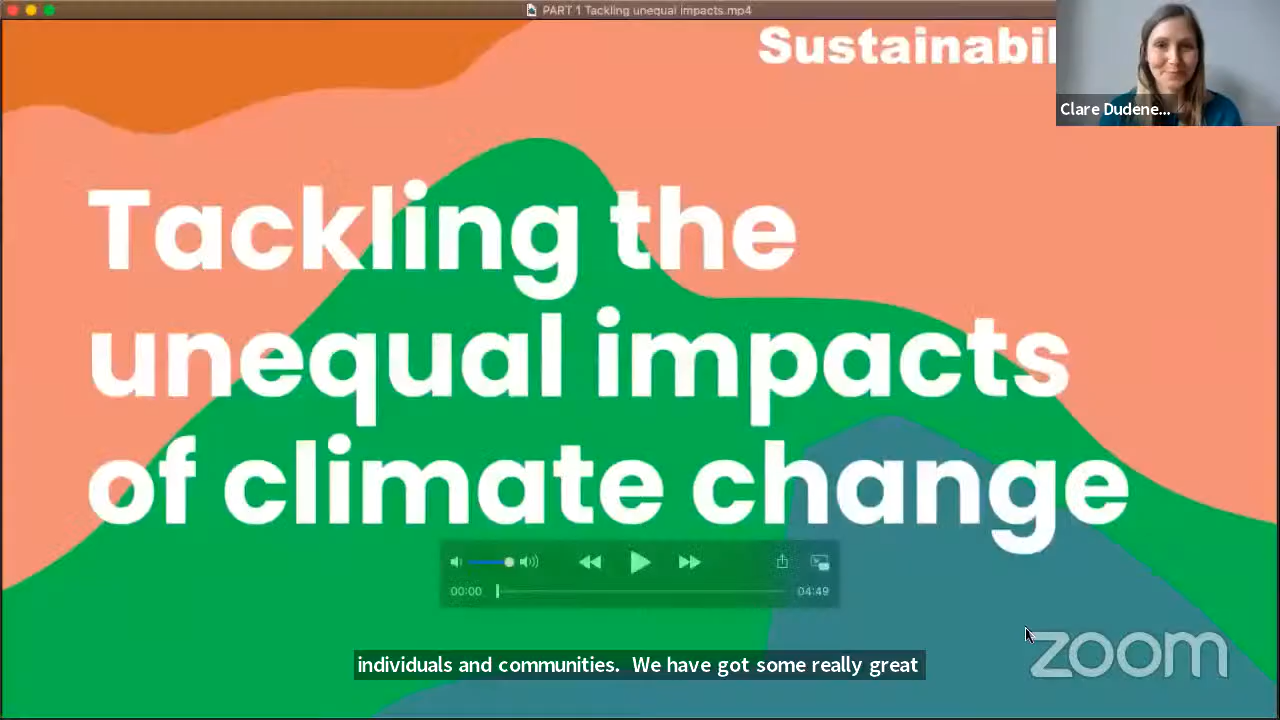 PART 1 Tackling unequal impacts.mp4
Sustainabil
Clare Dudene...
Tackling the
unequal impacts
of climate change
00:00
04:49
individuals and communities. We have got some really great
zoom